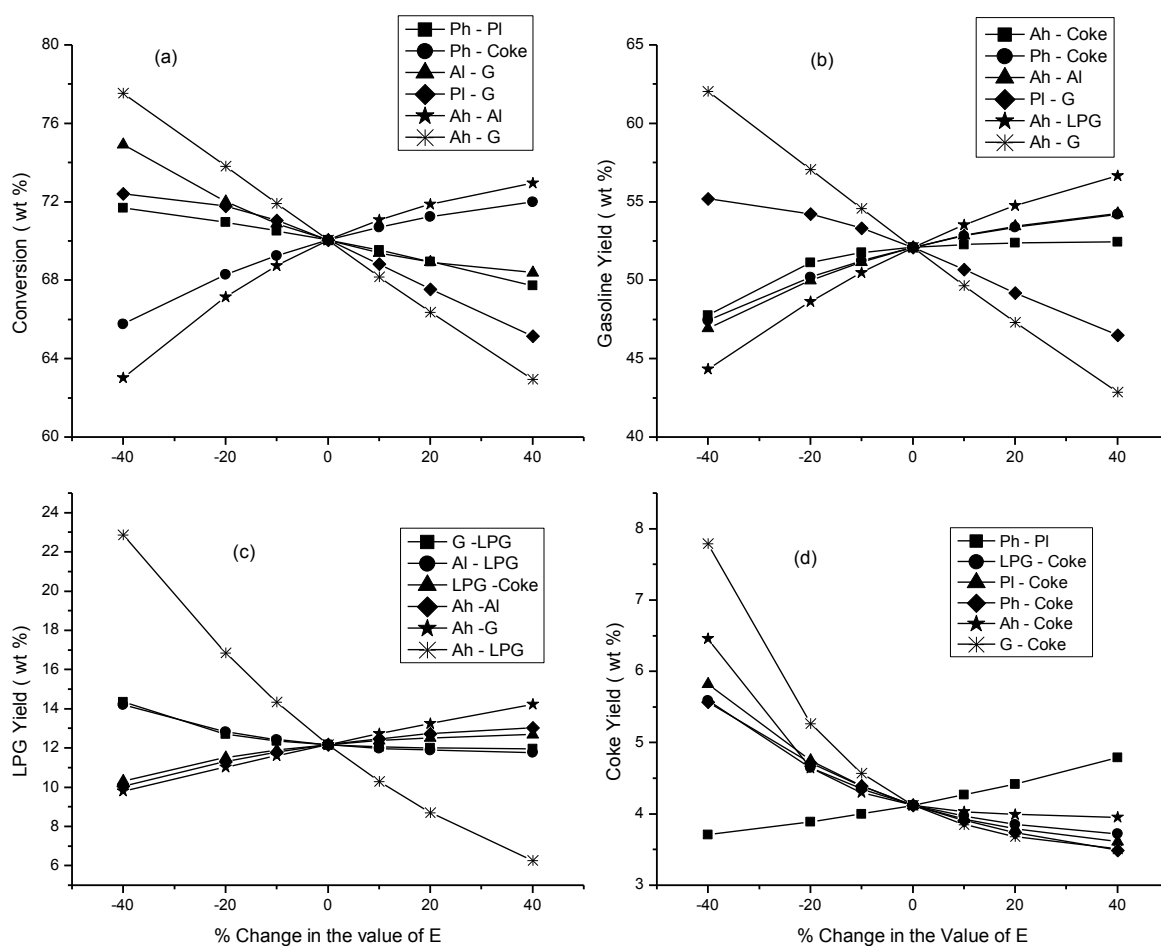 (a)
Ph - Pl
Ph - Coke
Al - G
Pl - G
Ah - Al
Ah - G
80
76
72
68
64
60
-40
-20
0
20
40
Conversion ( wt %)
(b)
Ah - Coke
Ph - Coke
Ah - Al
Pl - G
Ah - LPG
Ah - G
65
60
55
50
45
40
-40
-20
0
20
40
Gasoline Yield ( wt %)
(c)
G -LPG
Al - LPG
LPG -Coke
Ah -Al
Ah -G
Ah - LPG
24
22
20
18
16
14
12
10
8
6
-40
-20
0
20
40
LPG Yield ( wt %)
% Change in the value of E
(d)
Ph - Pl
LPG - Coke
Pl - Coke
Ph - Coke
Ah - Coke
G - Coke
8
7
6
5
4
3
-40
-20
0
20
40
Coke Yield ( wt %)
% Change in the Value of E